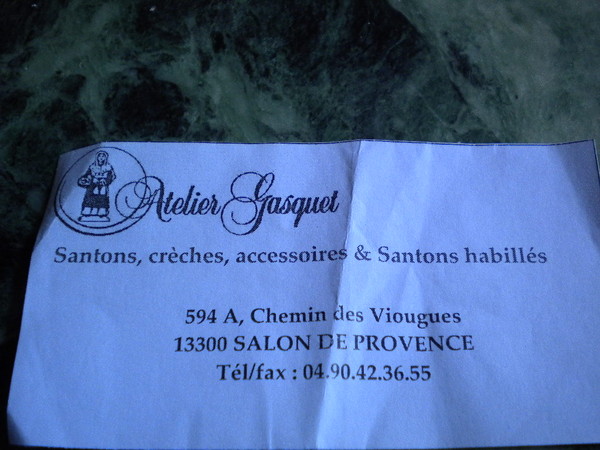 Atelier Gasquet
Santons, crèches, accessoires & Santons habillés
594 A, Chemin des Viougues
13300 SALON DE PROVENCE
Tél/fax : 04.90.42.36.55